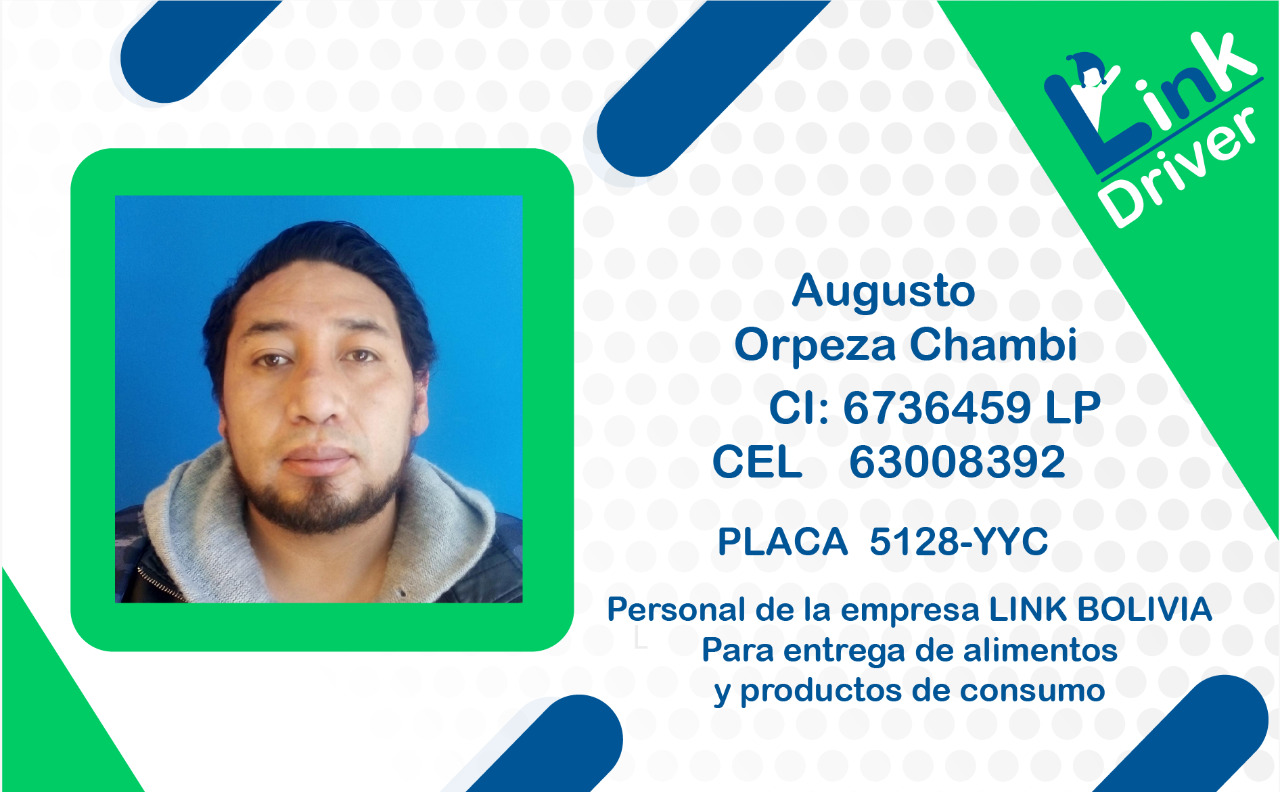 Link
Driver
Augusto
Orpeza Chambi
CI: 6736459 LP
CEL 63008392
PLACA 5128-YYC
Personal de la empresa LINK BOLIVIA
L
Para entrega de alimentos
y productos de consumo